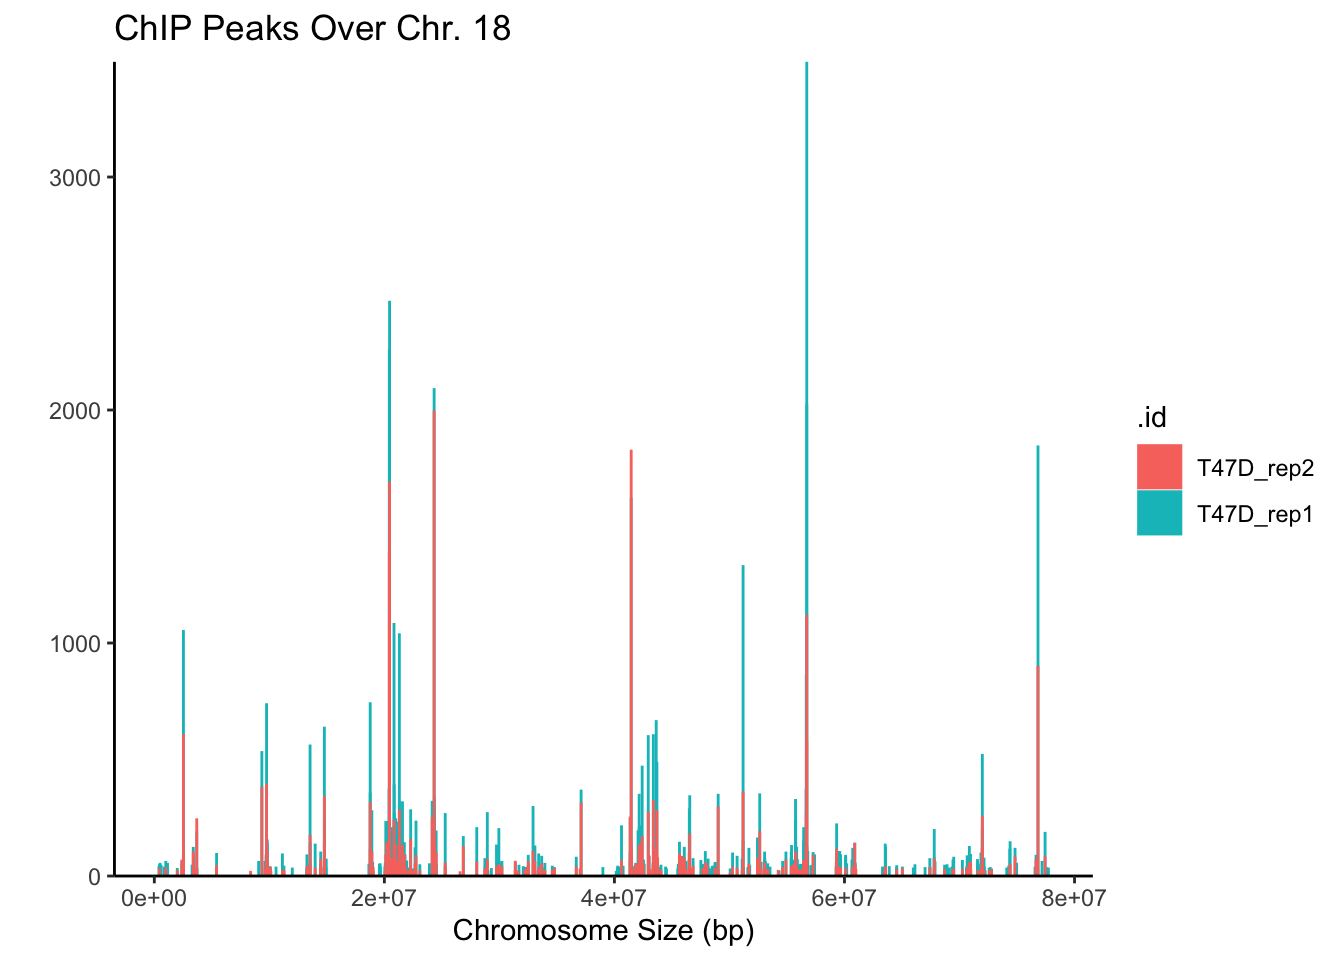 ChIP Peaks Over Chr. 18
3000
2000
1000
0
0e+00 2e+07 4e+07 6e+07 8e+07
Chromosome Size (bp)
.id
T47D_rep2
T47D_rep1